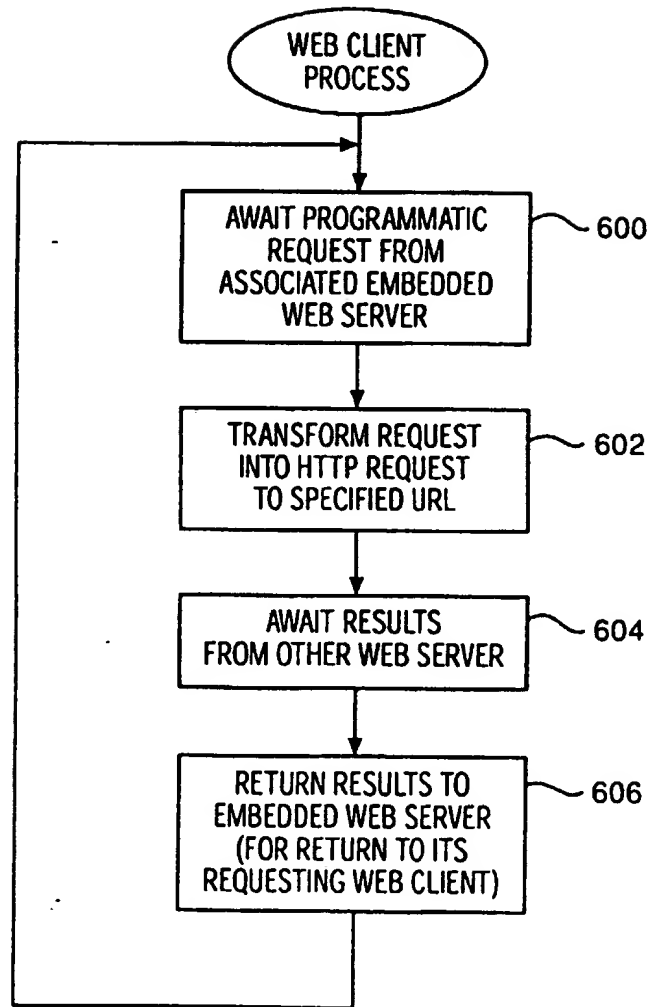 WEB CLIENT
PROCESS
AWAIT PROGRAMMATIC
REQUEST FROM
ASSOCIATED EMBEDDED
WEB SERVER
600
TRANSFORM REQUEST
INTO HTTP REQUEST
TO SPECIFIED URL
602
AWAIT RESULTS
FROM OTHER WEB SERVER
604
RETURN RESULTS TO
EMBEDDED WEB SERVER
(FOR RETURN TO ITS
REQUESTING WEB CLIENT)
606